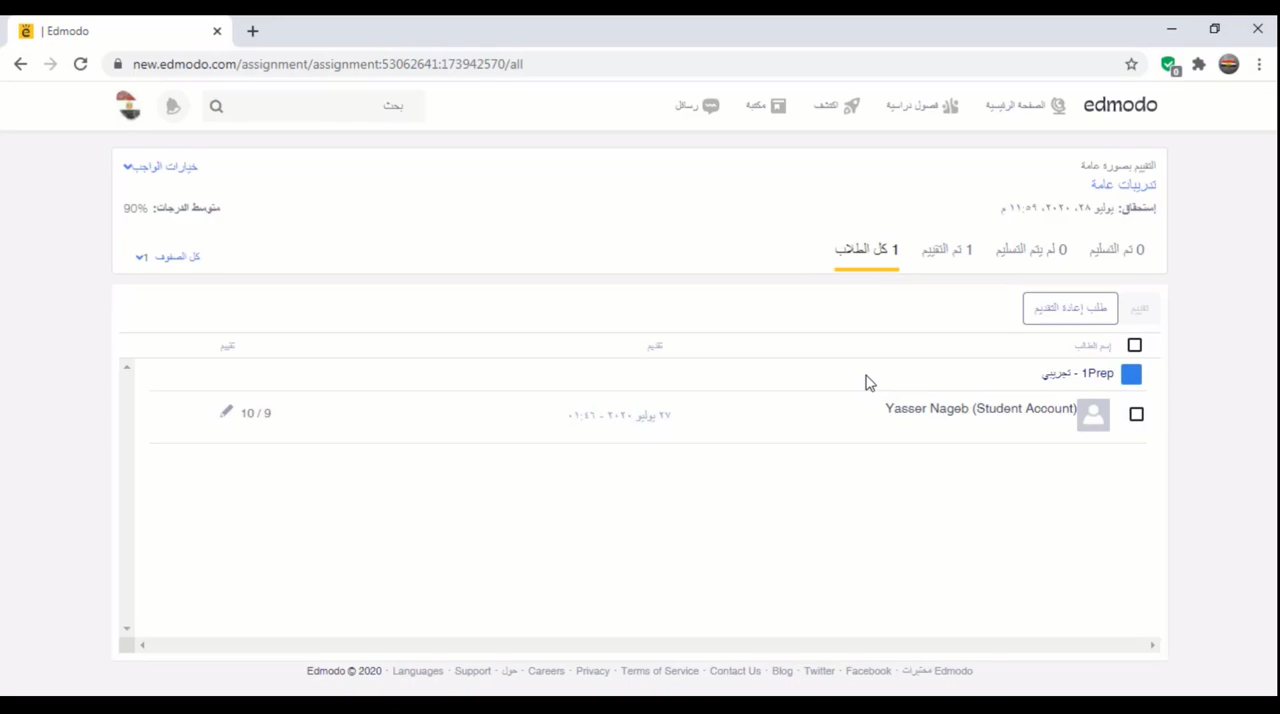 | Edmodo
new.edmodo.com/assignment/assignment:53062641:173942570/all
edmodo
الصفحة الرئيسية
فصول دراسية
اكتشف
مكتبة
رسائل
بحث
التقييم بصورة عامة
خيارات الواجب
تدريبات عامة
إستحقاق: يوليو ٢٨، ٢٠٢٠، ١١:٥٩ م
متوسط الدرجات: 90%
0 تم التسليم
0 لم يتم التسليم
1 تم التقييم
1 كل الطلاب
كل الصفوف 1
تقييم
طلب إعادة التقديم
إسم الطالب
تقديم
تقييم
1Prep - تجريبي
Yasser Nageb (Student Account)
٢٧ يوليو ٢٠٢٠ - ٠١:٤٦
10 / 9
Edmodo © 2020 · Languages · Support · حول · Careers · Privacy · Terms of Service · Contact Us · Blog · Twitter · Facebook · مختبرات Edmodo